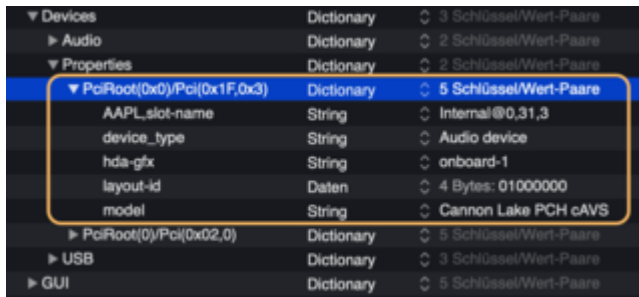 Devices Dictionary 3 Schlüssel/Wert-Paare
Audio Dictionary 2 Schlüssel/Wert-Paare
Properties Dictionary 2 Schlüssel/Wert-Paare
PciRoot(0x0)/Pci(0x1F,0x3) Dictionary 5 Schlüssel/Wert-Paare
AAPL,slot-name String Internal@0,31,3
device_type String Audio device
hda-gfx String onboard-1
layout-id Daten 4 Bytes: 01000000
model String Cannon Lake PCH cAVS
PciRoot(0)/Pci(0x02,0) Dictionary 5 Schlüssel/Wert-Paare
USB Dictionary 3 Schlüssel/Wert-Paare
GUI Dictionary 5 Schlüssel/Wert-Paare